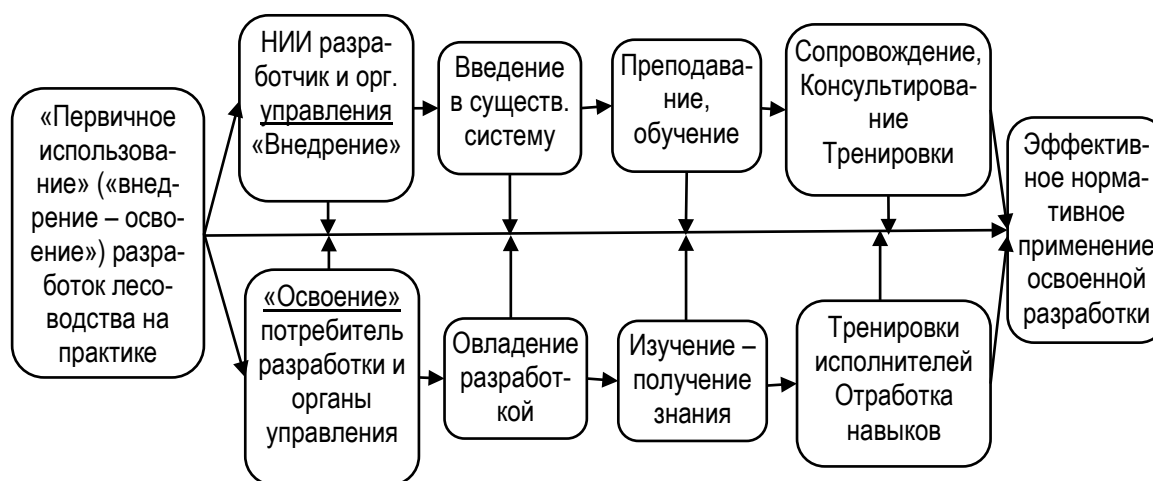 «Первичное
использова-
ние» («внед-
рение – осво-
ение») разра-
боток лесо-
водства на
практике
НИИ разра-
ботчик и орг.
управления
«Внедрение»
Введение
в существ.
систему
Преподава-
ние,
обучение
Сопровождение,
Консультирова-
ние
Тренировки
«Освоение»
потребитель
разработки и
органы
управления
Овладение
разработ-
кой
Изучение –
получение
знания
Тренировки
исполнителей
Отработка
навыков
Эффектив-
ное норма-
тивное
применение
освоенной
разработки